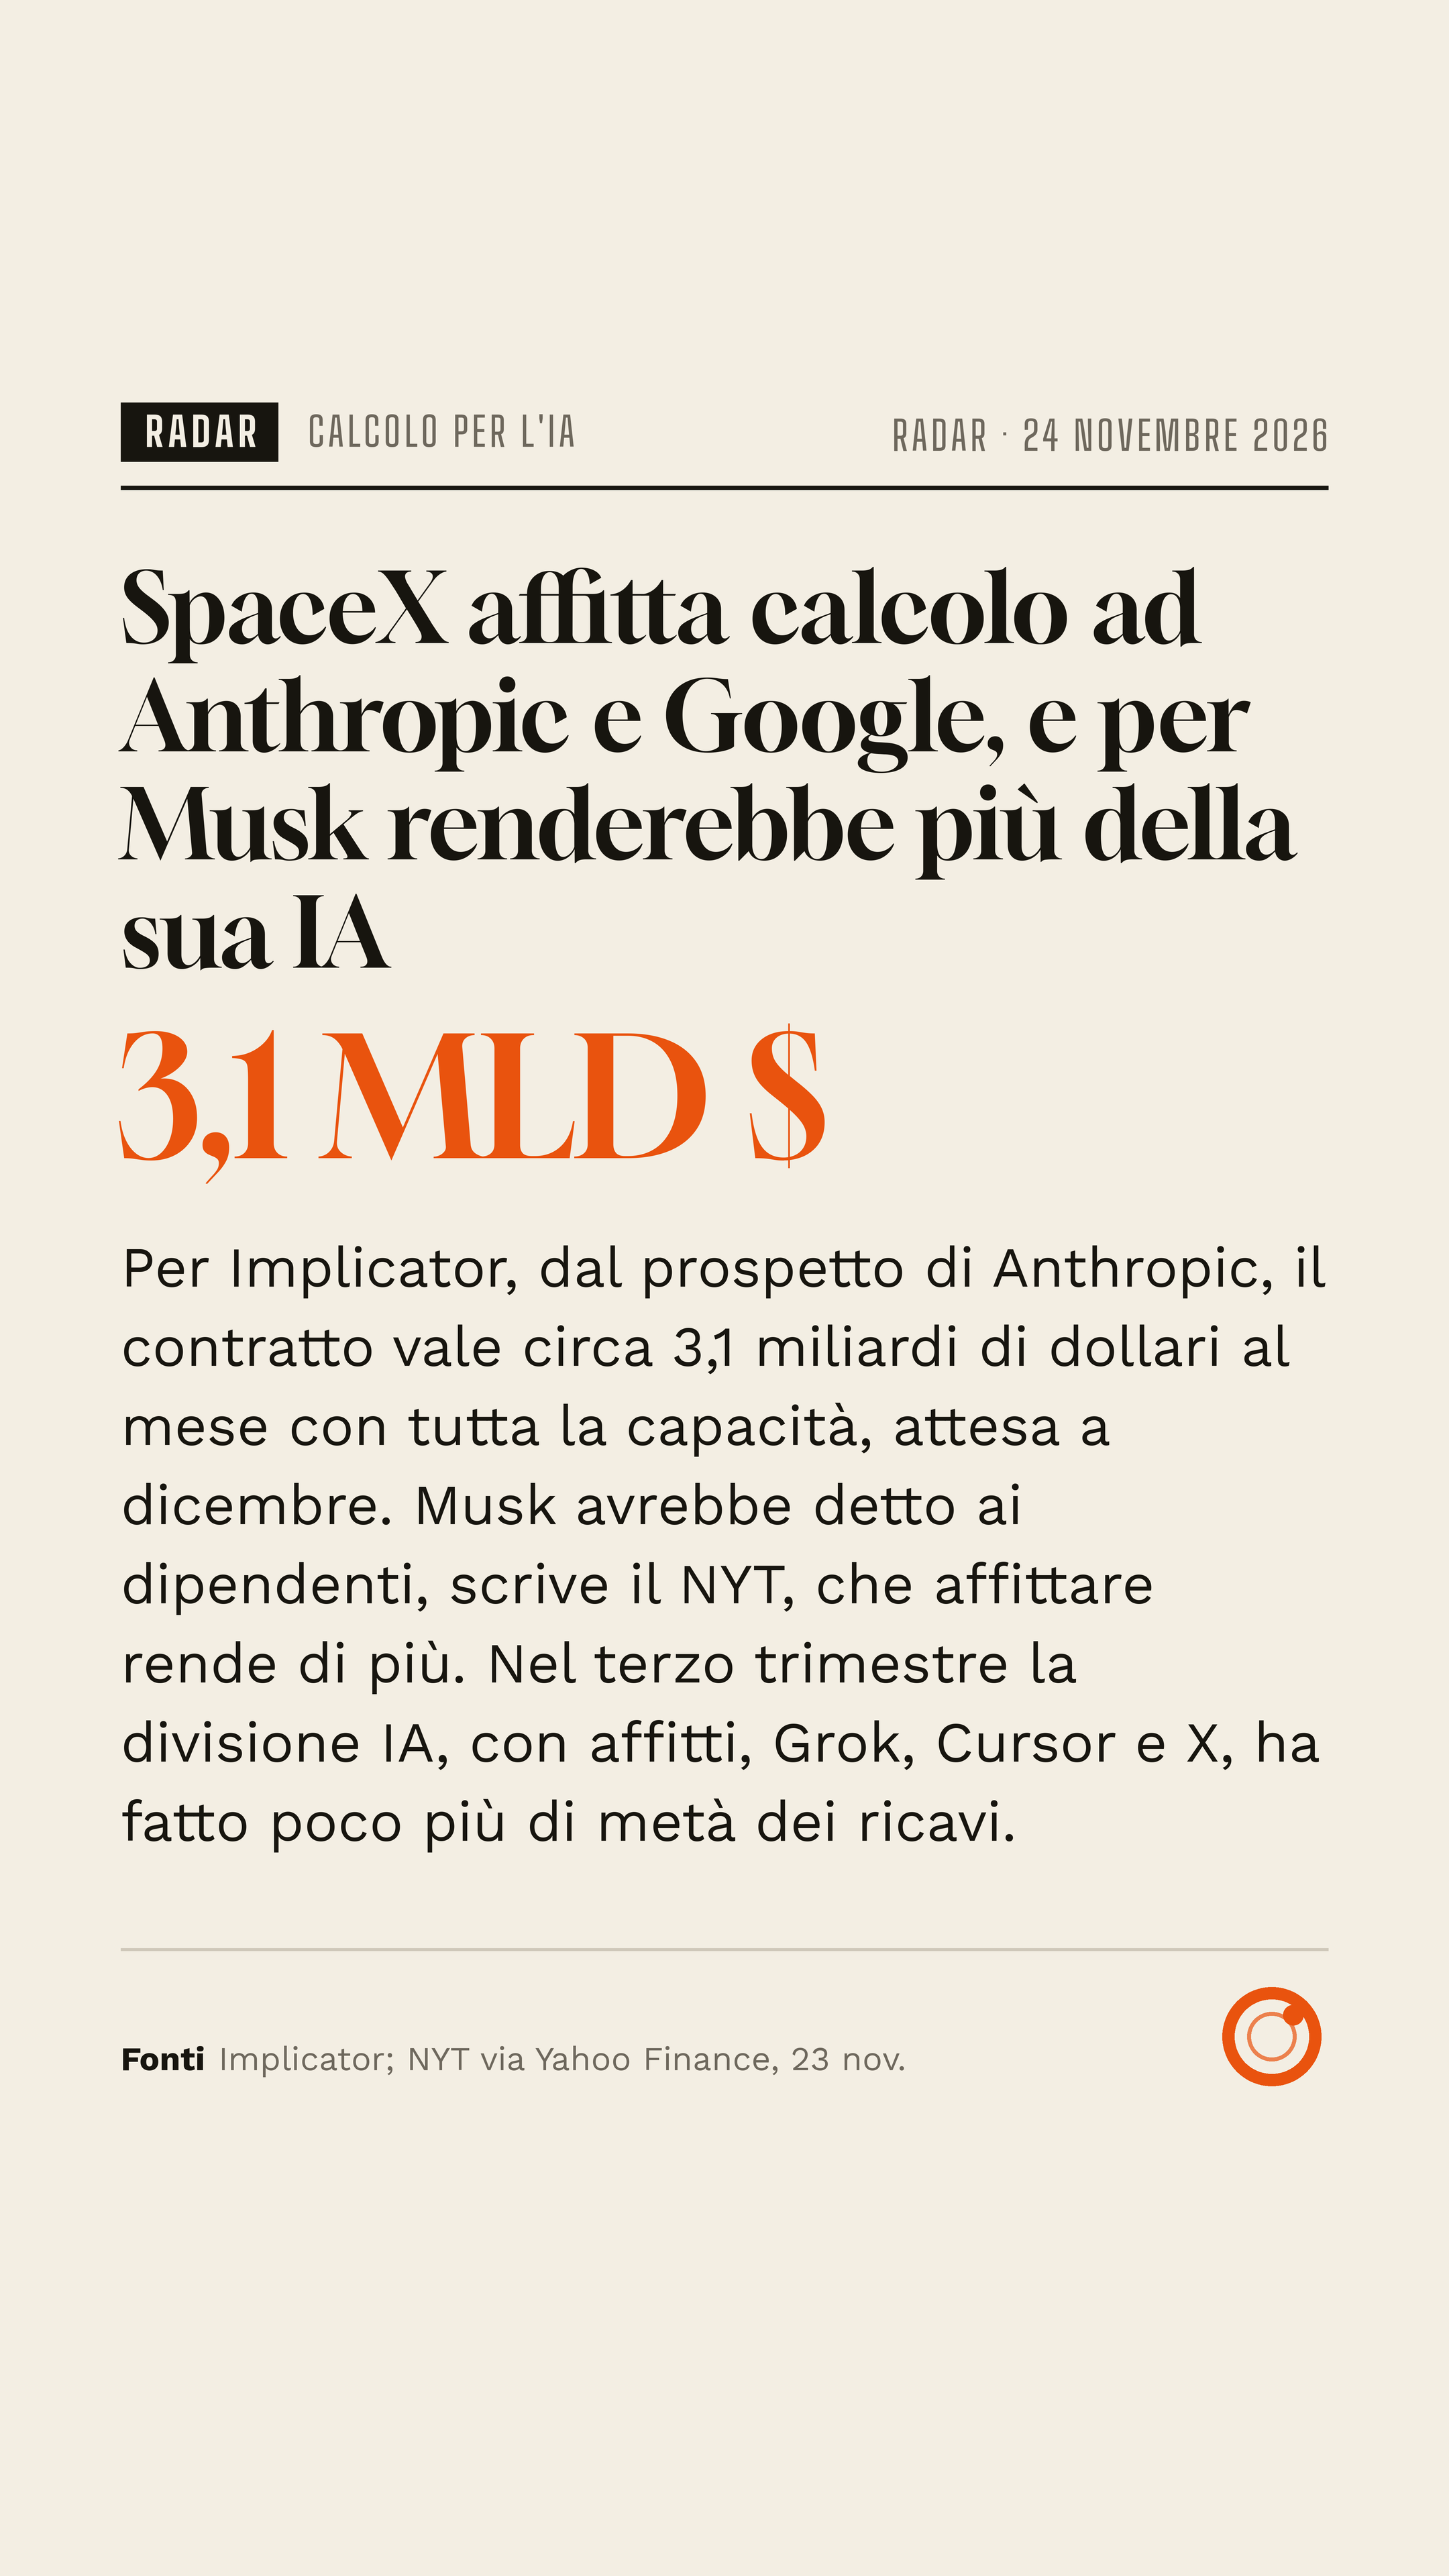 RADAR CALCOLO PER L'IA RADAR · 24 NOVEMBRE 2026
SpaceX affitta calcolo ad
Anthropic e Google, e per
Musk renderebbe più della
sua IA
3,1 MLD $
Per Implicator, dal prospetto di Anthropic, il
contratto vale circa 3,1 miliardi di dollari al
mese con tutta la capacità, attesa a
dicembre. Musk avrebbe detto ai
dipendenti, scrive il NYT, che affittare
rende di più. Nel terzo trimestre la
divisione IA, con affitti, Grok, Cursor e X, ha
fatto poco più di metà dei ricavi.
Fonti Implicator; NYT via Yahoo Finance, 23 nov.